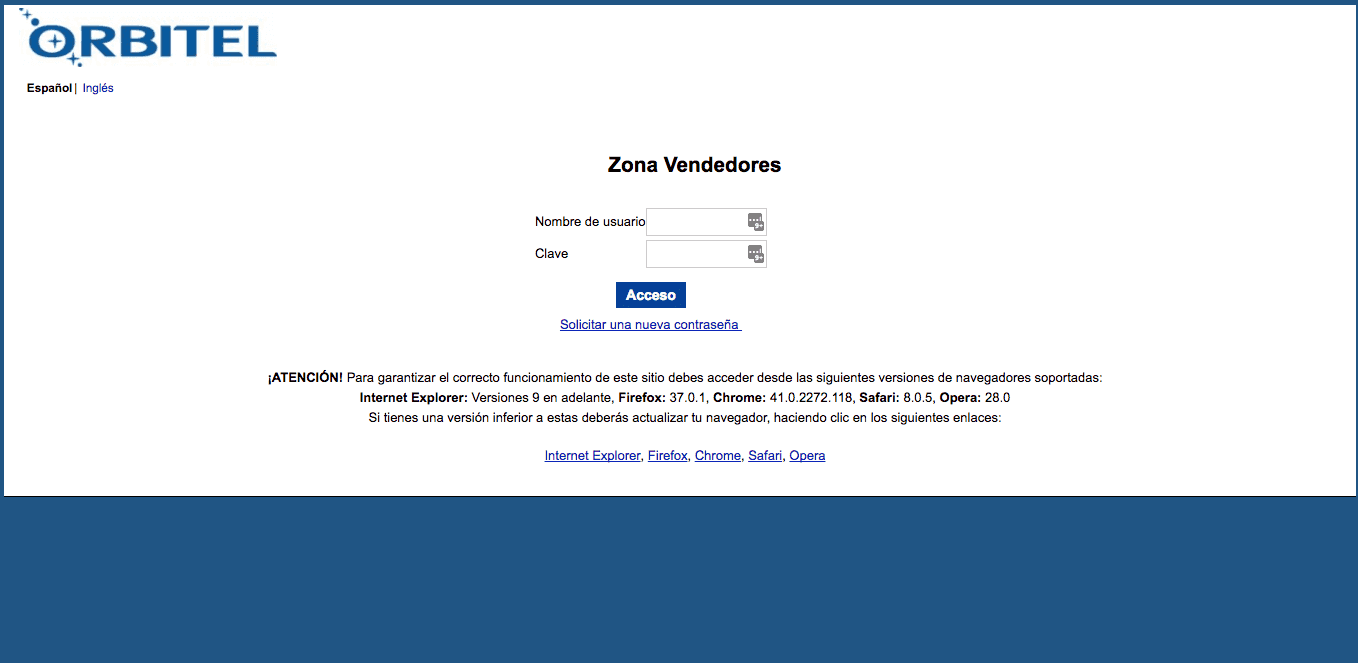 ORBITEL
Español | Inglés
Zona Vendedores
Nombre de usuario
Clave
Acceso
Solicitar una nueva contraseña
¡ATENCIÓN! Para garantizar el correcto funcionamiento de este sitio debes acceder desde las siguientes versiones de navegadores soportadas:
Internet Explorer: Versiones 9 en adelante, Firefox: 37.0.1, Chrome: 41.0.2272.118, Safari: 8.0.5, Opera: 28.0
Si tienes una versión inferior a estas deberás actualizar tu navegador, haciendo clic en los siguientes enlaces:
Internet Explorer, Firefox, Chrome, Safari, Opera